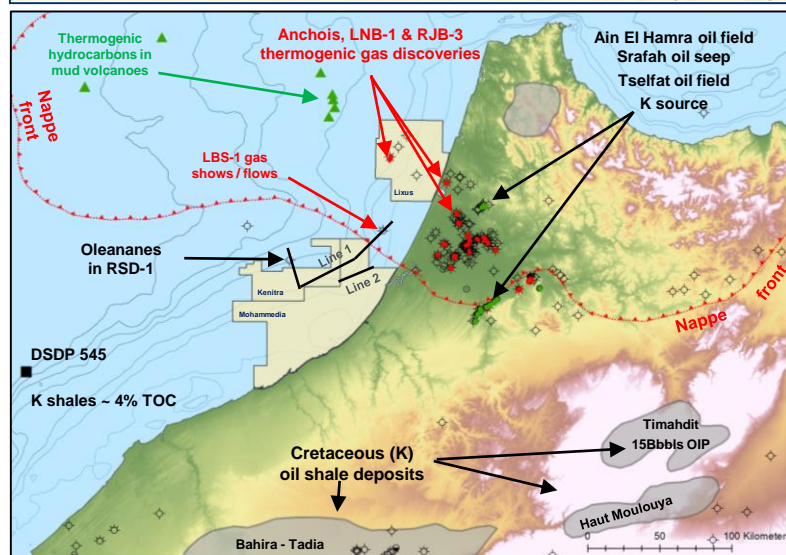 Thermogenic
hydrocarbons in
mud volcanoes
Anchois, LNB-1 & RJB-3
thermogenic gas discoveries
Ain El Hamra oil field
Srafah oil seep
Tselfat oil field
K source
Nappe
front
LBS-1 gas
shows / flows
Lixus
Oleananes
in RSD-1
Line 1
Line 2
Kenitra
Mohammedia
Nappe
front
DSDP 545
K shales ~ 4% TOC
Cretaceous (K)
oil shale deposits
Timahdit
15Bbbls OIP
Haut Moulouya
Bahira - Tadia
0 50 100 Kilometer